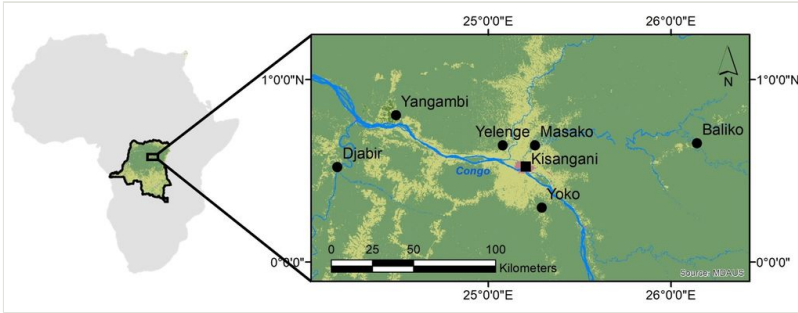 25°0'0"E 26°0'0"E
1°0'0"N 1°0'0"N
N
Yangambi
Yelenge Masako Baliko
Djabir Kisangani
Congo
Yoko
0 25 50 100
Kilometers
0°0'0" 0°0'0"
25°0'0"E 26°0'0"E